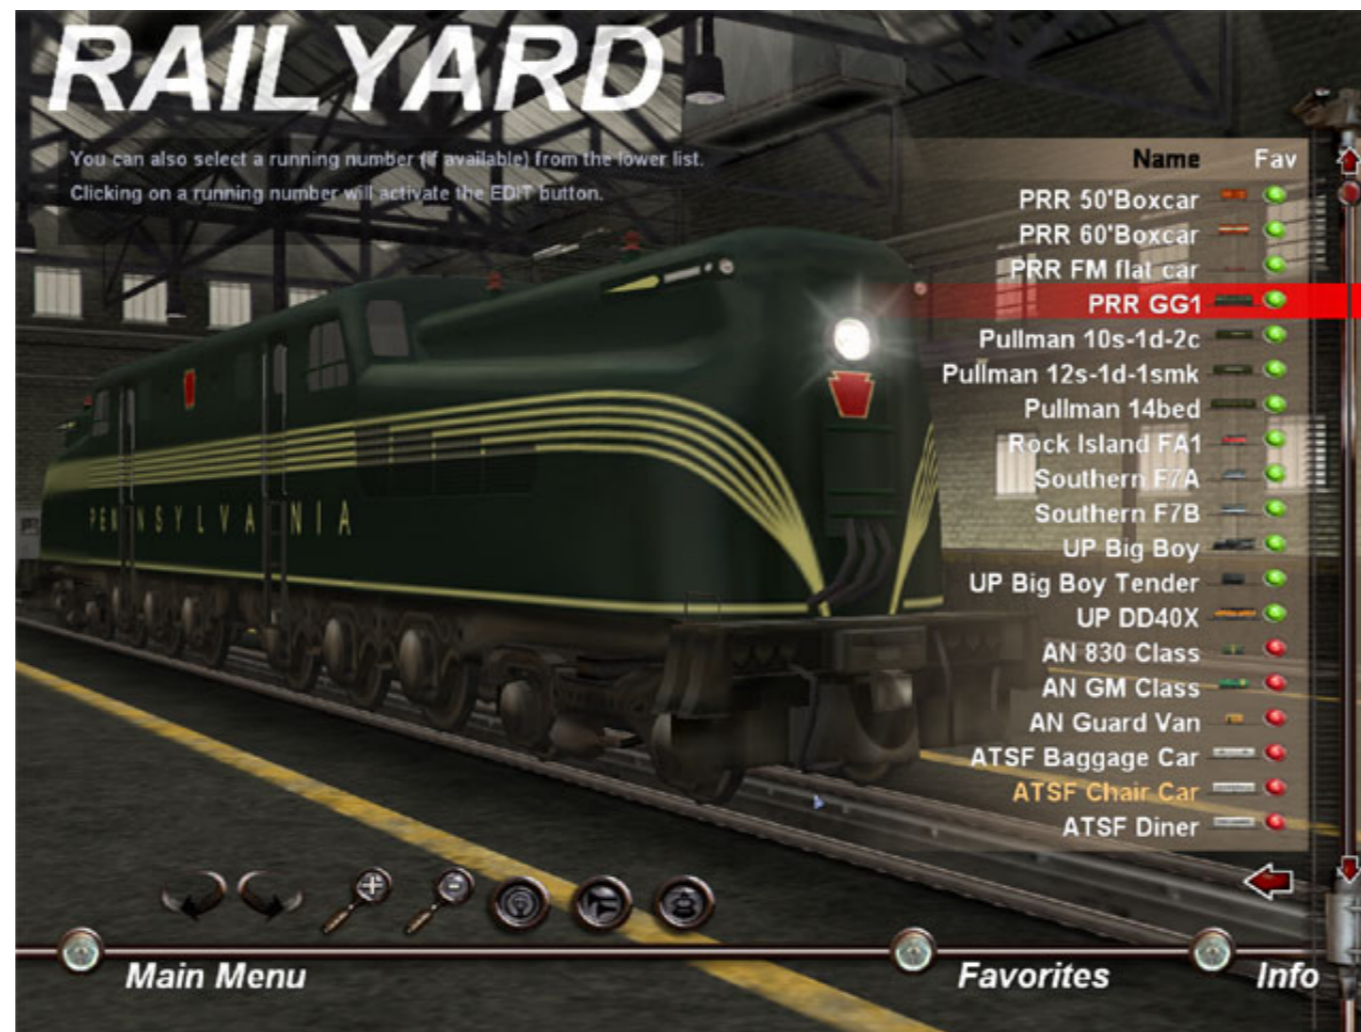 RAILYARD
You can also select a running number (if available) from the lower list.
Clicking on a running number will activate the EDIT button.
Name Fav
PRR 50'Boxcar
PRR 60'Boxcar
PRR FM flat car
PRR GG1
Pullman 10s-1d-2c
Pullman 12s-1d-1smk
Pullman 14bed
Rock Island FA1
Southern F7A
Southern F7B
UP Big Boy
UP Big Boy Tender
UP DD40X
AN 830 Class
AN GM Class
AN Guard Van
ATSF Baggage Car
ATSF Chair Car
ATSF Diner
PENNSYLVANIA
Main Menu
Favorites
Info